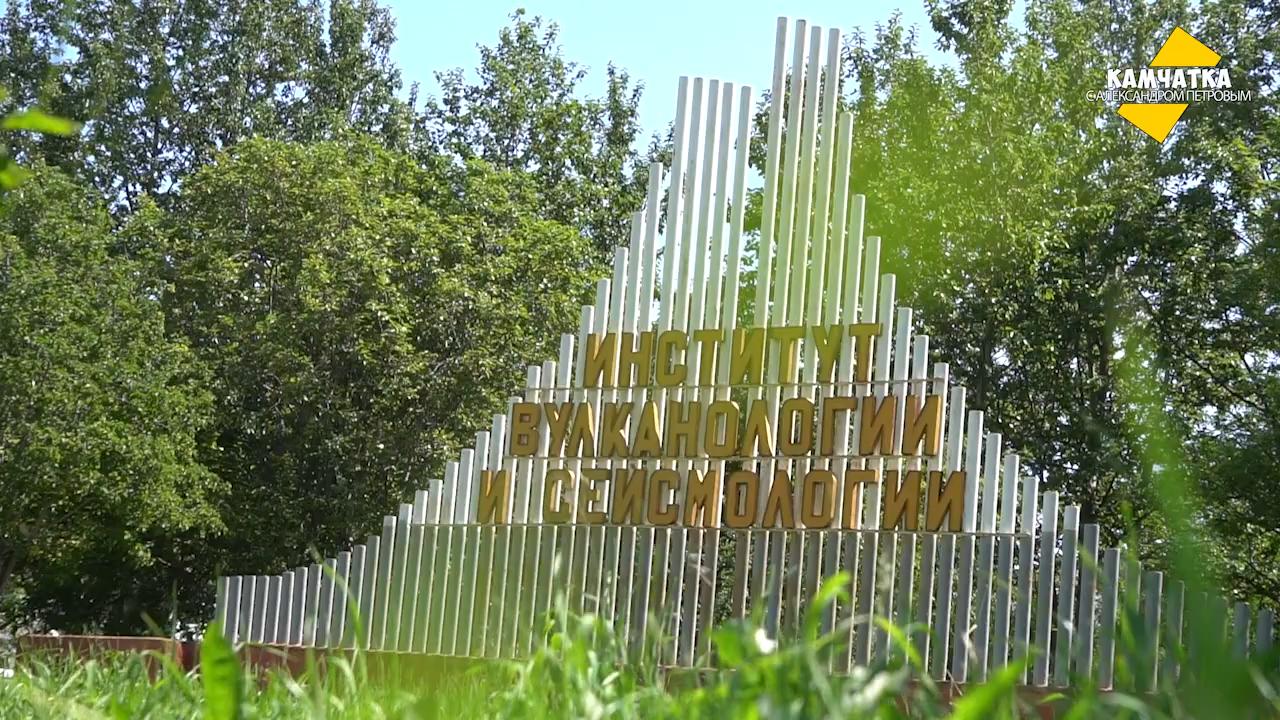 КАМЧАТКА
С АЛЕКСАНДРОМ ПЕТРОВЫМ
ИНСТИТУТ
ВУЛКАНОЛОГИИ
И СЕЙСМОЛОГИИ